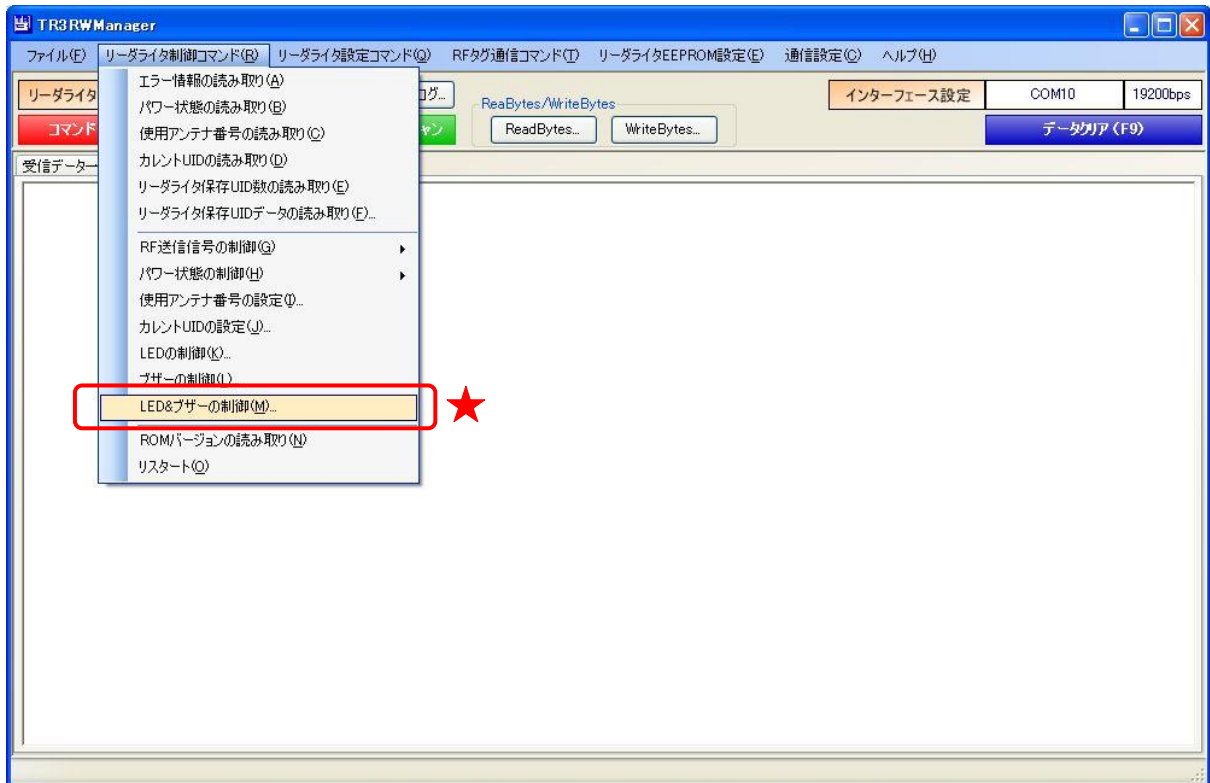 TR3RWManager
ファイル(F) リーダライタ制御コマンド(R) リーダライタ設定コマンド(Q) RFタグ通信コマンド(T) リーダライタEEPROM設定(E) 通信設定(C) ヘルプ(H)
リーダライタ
コマンド
ReaBytes/WriteBytes
ReadBytes... WriteBytes...
インターフェース設定 COM10 19200bps
データクリア(F9)
受信データ
エラー情報の読み取り(A)
パワー状態の読み取り(B)
使用アンテナ番号の読み取り(C)
カレントUIDの読み取り(D)
リーダライタ保存UID数の読み取り(E)
リーダライタ保存UIDデータの読み取り(F)...
RF送信信号の制御(G)
パワー状態の制御(H)
使用アンテナ番号の設定(I)...
カレントUIDの設定(J)...
LEDの制御(K)...
ブザーの制御(L)
LED&ブザーの制御(M)...
ROMバージョンの読み取り(N)
リスタート(O)